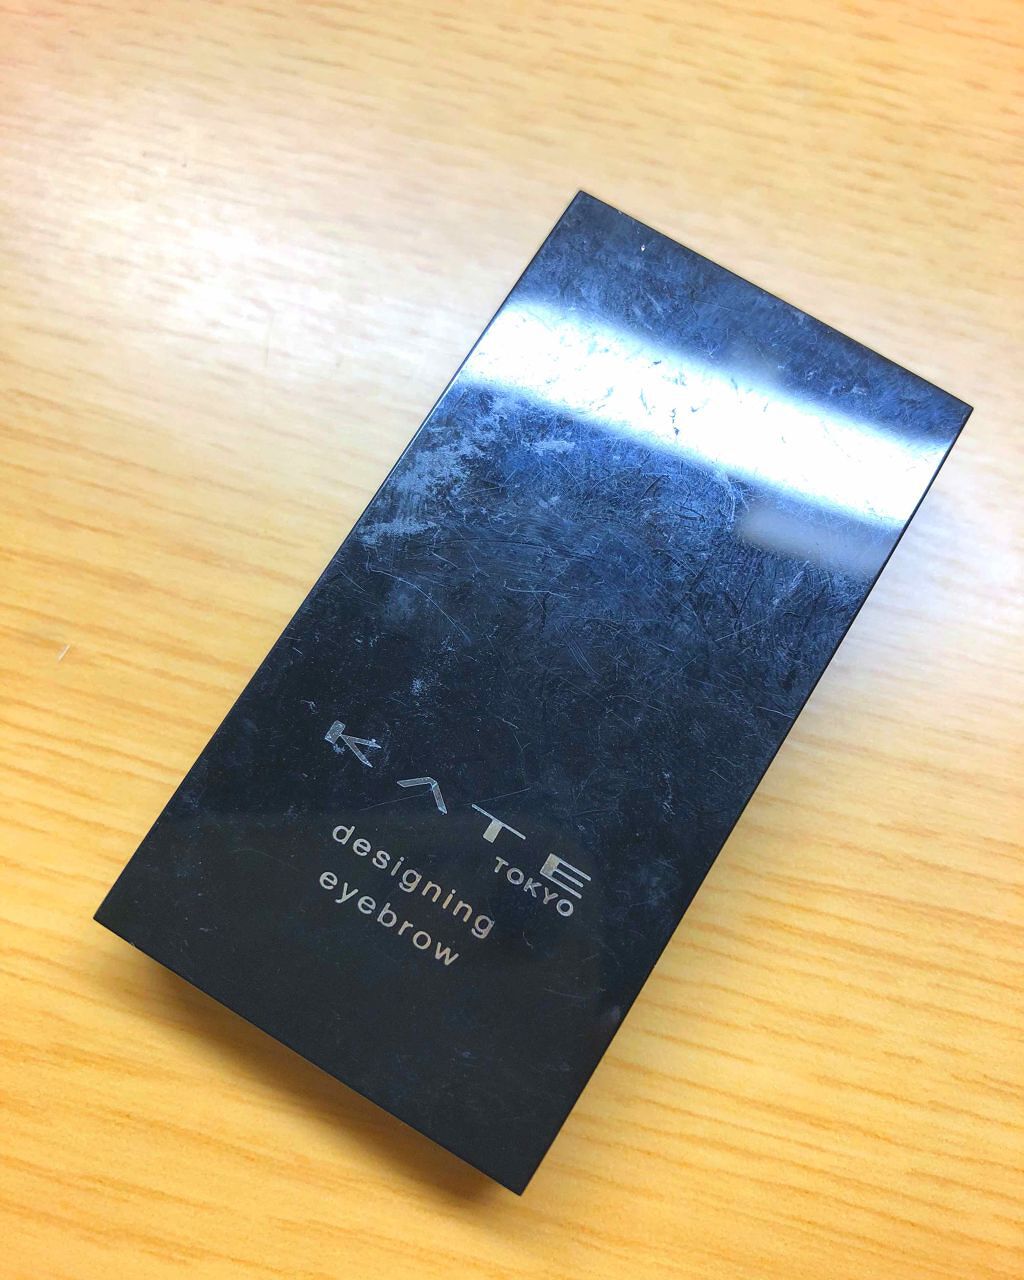 KATE
TOKYO
designing
eyebrow